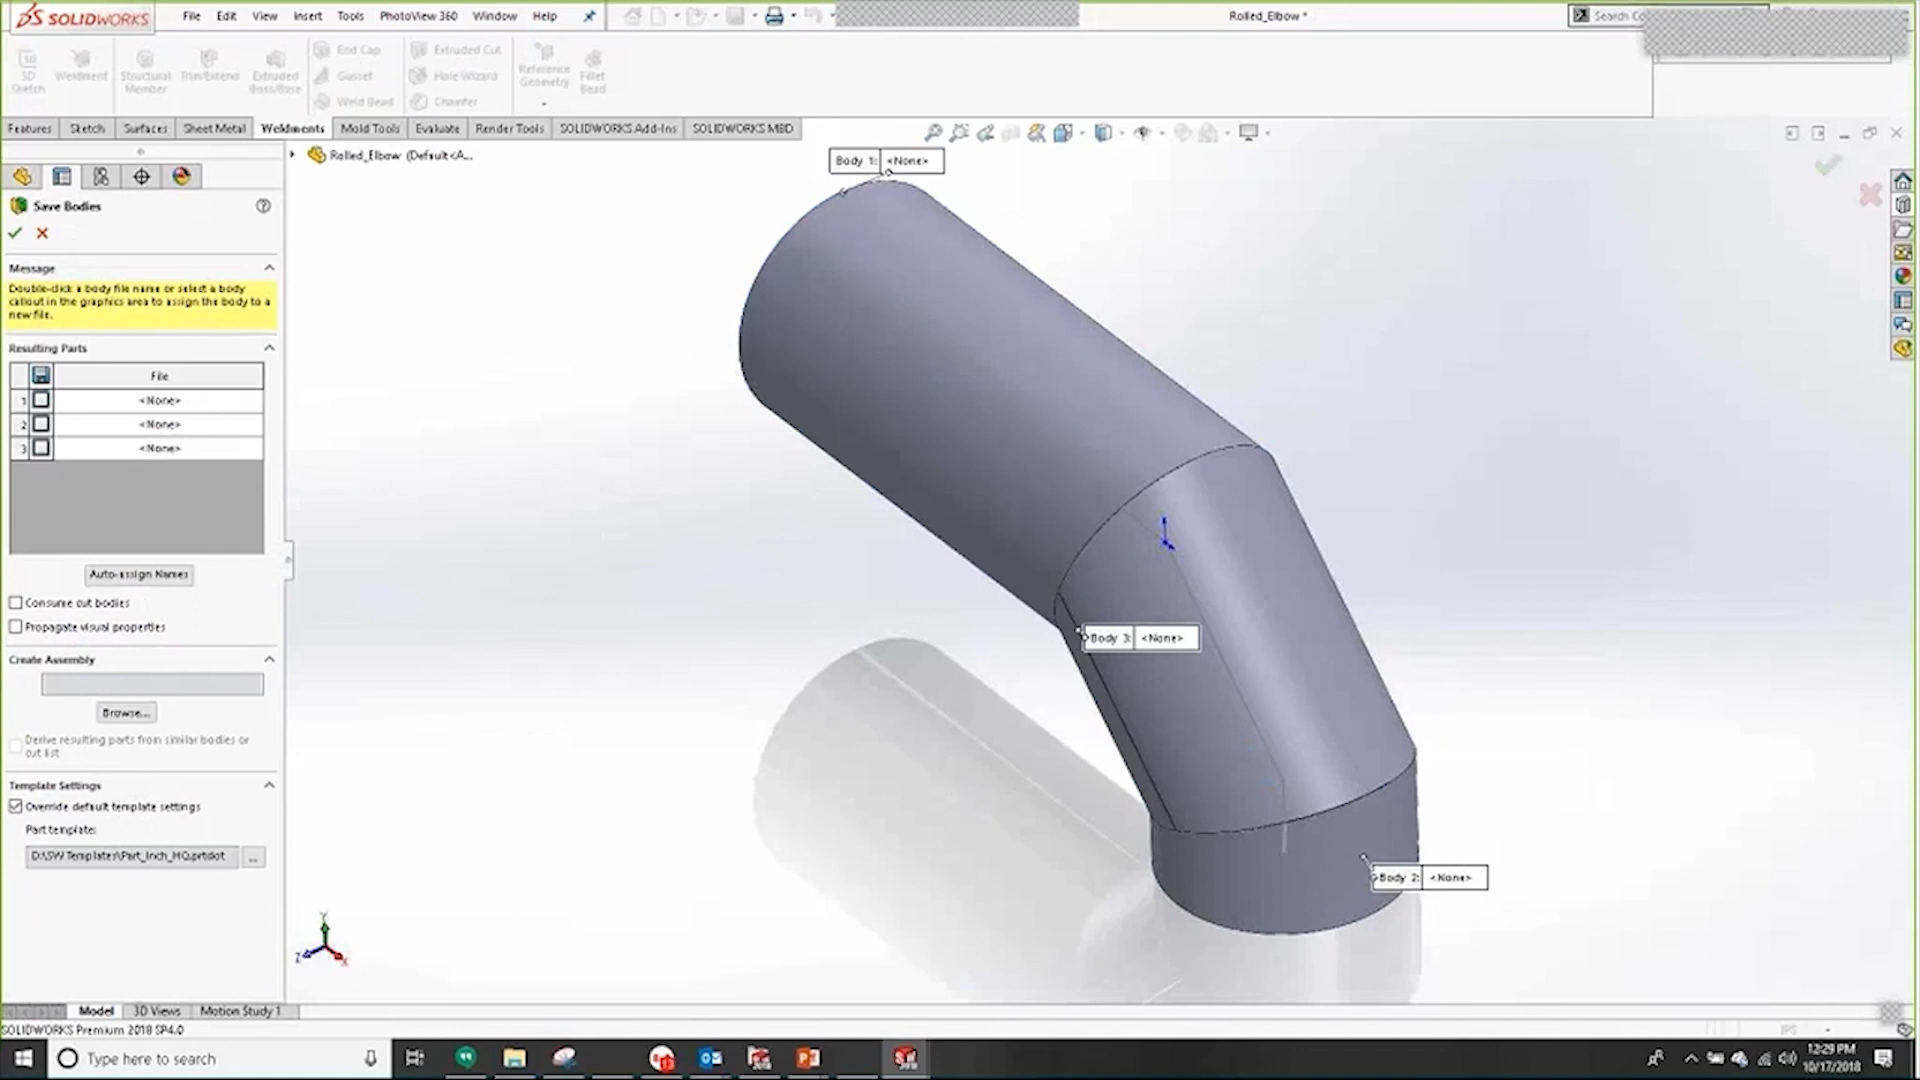 SOLIDWORKS File Edit View Insert Tools PhotoView 360 Window Help Rolled_Elbow * Search Co
3D Sketch Weldment Structural Member Trim/Extend Extruded Boss/Base End Cap Gusset Weld Bead Extruded Cut Hole Wizard Chamfer Reference Geometry Fillet Bead
Features Sketch Surfaces Sheet Metal Weldments Mold Tools Evaluate Render Tools SOLIDWORKS Add-Ins SOLIDWORKS MBD
Rolled_Elbow (Default<A...
Body 1: <None>
Save Bodies
Message
Double-click a body file name or select a body
callout in the graphics area to assign the body to a
new file.
Resulting Parts
File
1 <None>
2 <None>
3 <None>
Auto-assign Names
Consume cut bodies
Propagate visual properties
Create Assembly
Browse...
Derive resulting parts from similar bodies or
cut list
Template Settings
Override default template settings
Part template:
D:\SW Templates\Part_Inch_HQ.prtdot ...
Body 3: <None>
Body 2: <None>
Y
Z X
Model 3D Views Motion Study 1
SOLIDWORKS Premium 2018 SP4.0 IPS -
Type here to search
12:29 PM
10/17/2018